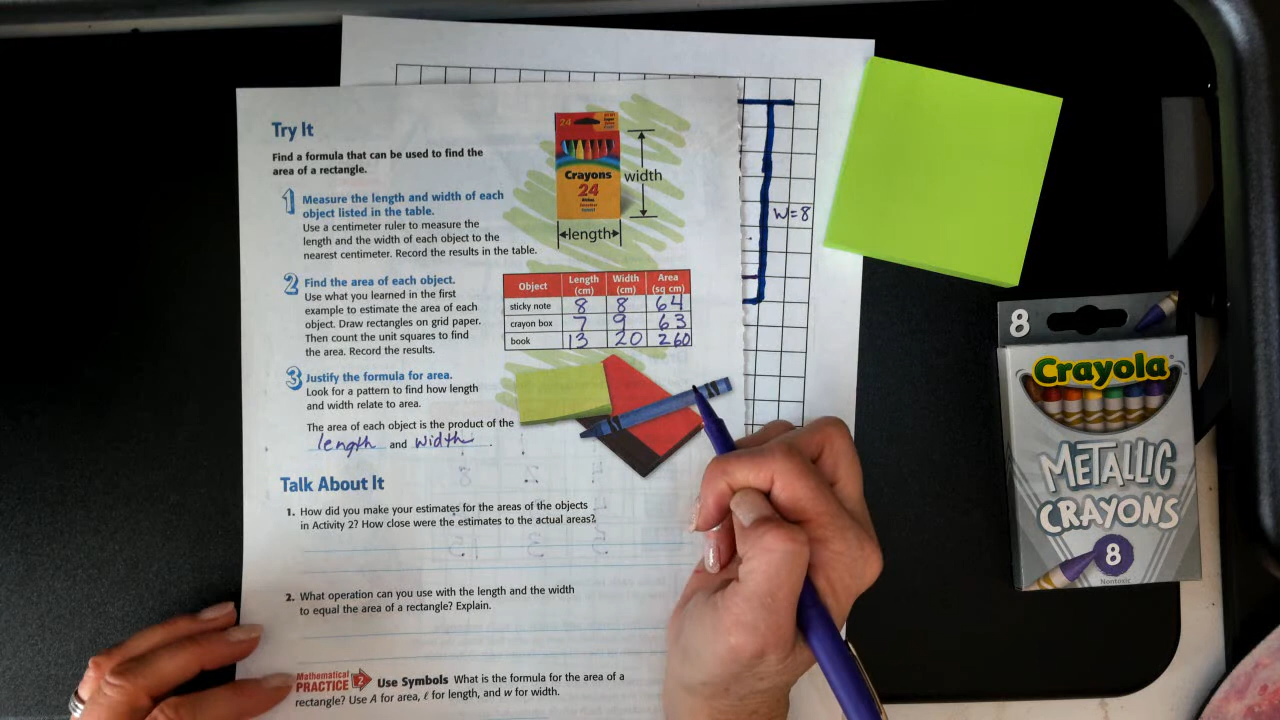 Try It
Find a formula that can be used to find the
area of a rectangle.
1 Measure the length and width of each
object listed in the table.
Use a centimeter ruler to measure the
length and the width of each object to the
nearest centimeter. Record the results in the table.
24
Crayons
24
width
length
2 Find the area of each object.
Use what you learned in the first
example to estimate the area of each
object. Draw rectangles on grid paper.
Then count the unit squares to find
the area. Record the results.
Object Length (cm) Width (cm) Area (sq cm)
sticky note 8 8 64
crayon box 7 9 63
book 13 20 260
3 Justify the formula for area.
Look for a pattern to find how length
and width relate to area.
The area of each object is the product of the
length and width .
Talk About It
1. How did you make your estimates for the areas of the objects
in Activity 2? How close were the estimates to the actual areas?
2. What operation can you use with the length and the width
to equal the area of a rectangle? Explain.
Mathematical
PRACTICE 2 Use Symbols What is the formula for the area of a
rectangle? Use A for area, ℓ for length, and w for width.
W=8
8
Crayola
METALLIC
CRAYONS
8
Nontoxic